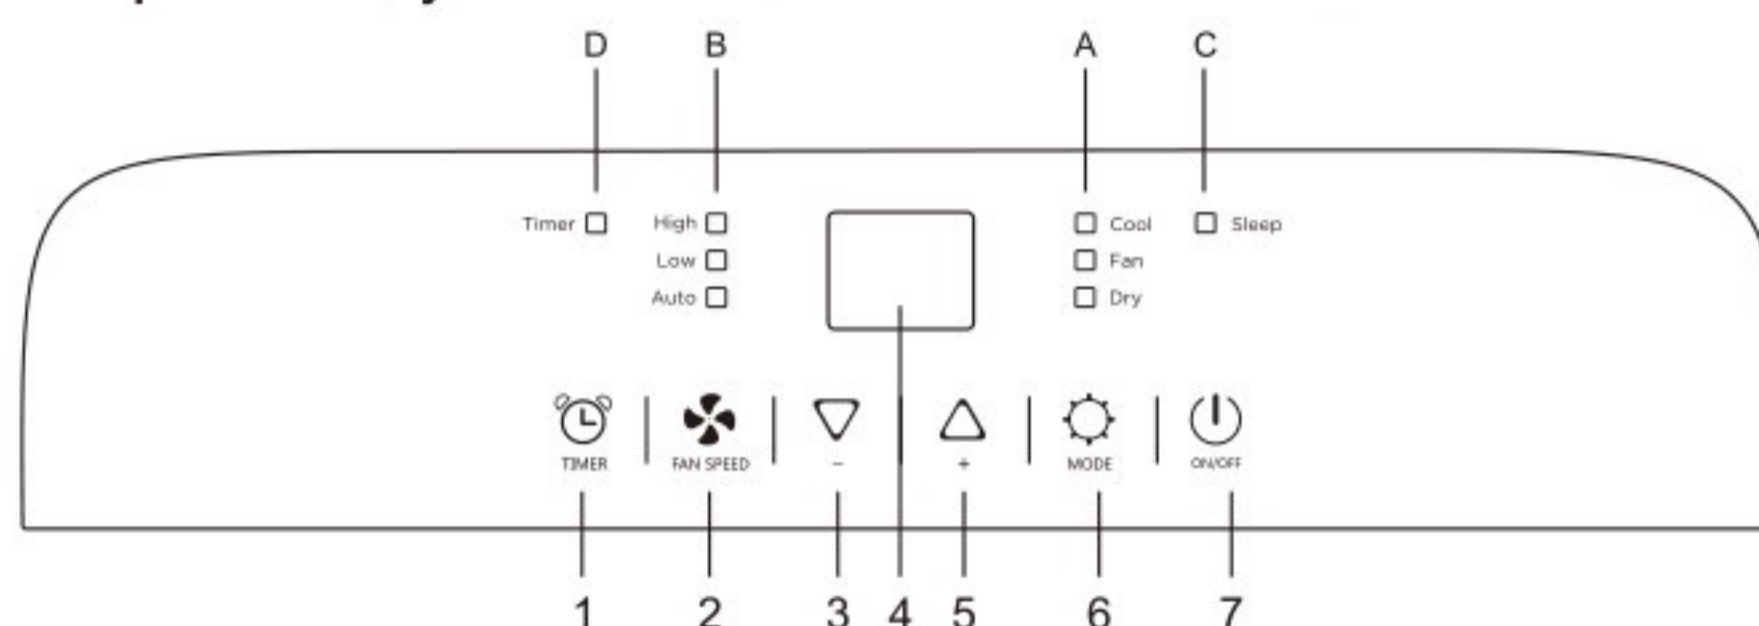 D B A C
Timer High Cool Sleep
Low Fan
Auto Dry
TIMER FAN SPEED − + MODE ON/OFF
1 2 3 4 5 6 7